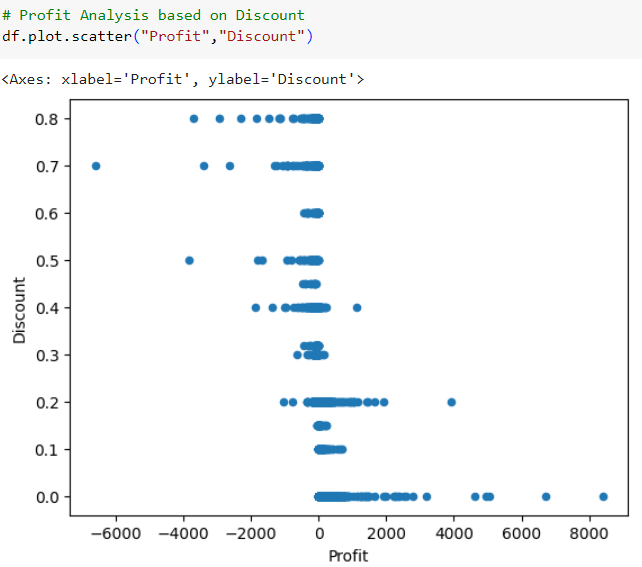 # Profit Analysis based on Discount
df.plot.scatter("Profit","Discount")
<Axes: xlabel='Profit', ylabel='Discount'>
0.8
0.7
0.6
0.5
0.4
0.3
0.2
0.1
0.0
Discount
−6000 −4000 −2000 0 2000 4000 6000 8000
Profit